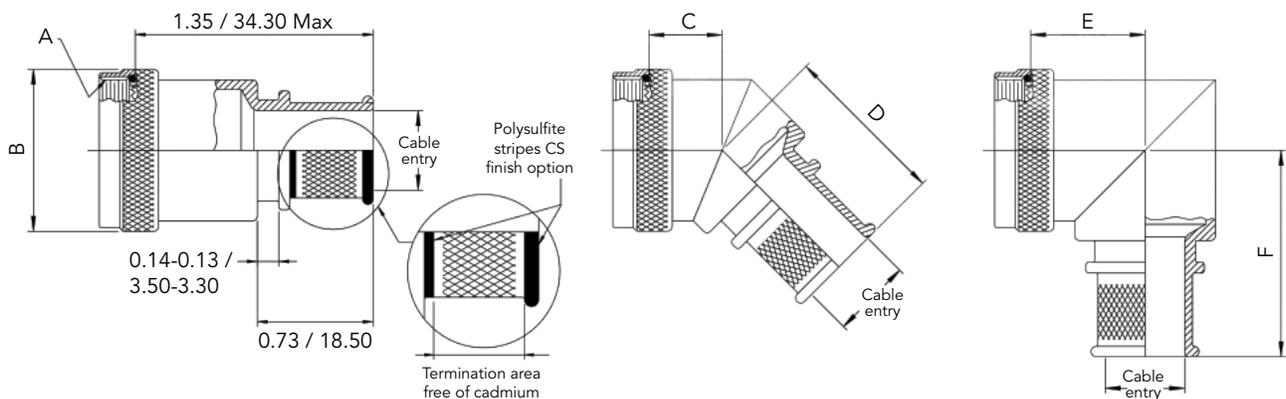 1.35 / 34.30 Max
A
B
Cable
entry
Polysulfite
stripes CS
finish option
0.14-0.13 /
3.50-3.30
0.73 / 18.50
Termination area
free of cadmium
C
D
Cable
entry
E
F
Cable
entry